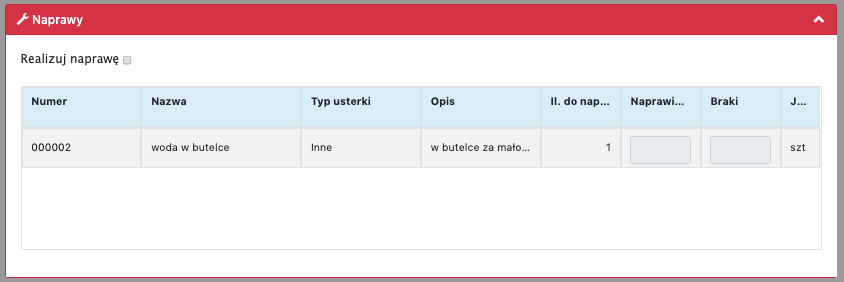 Naprawy
Realizuj naprawę
Numer Nazwa Typ usterki Opis Il. do nap... Naprawi... Braki J...
000002 woda w butelce Inne w butelce za mało... 1 szt